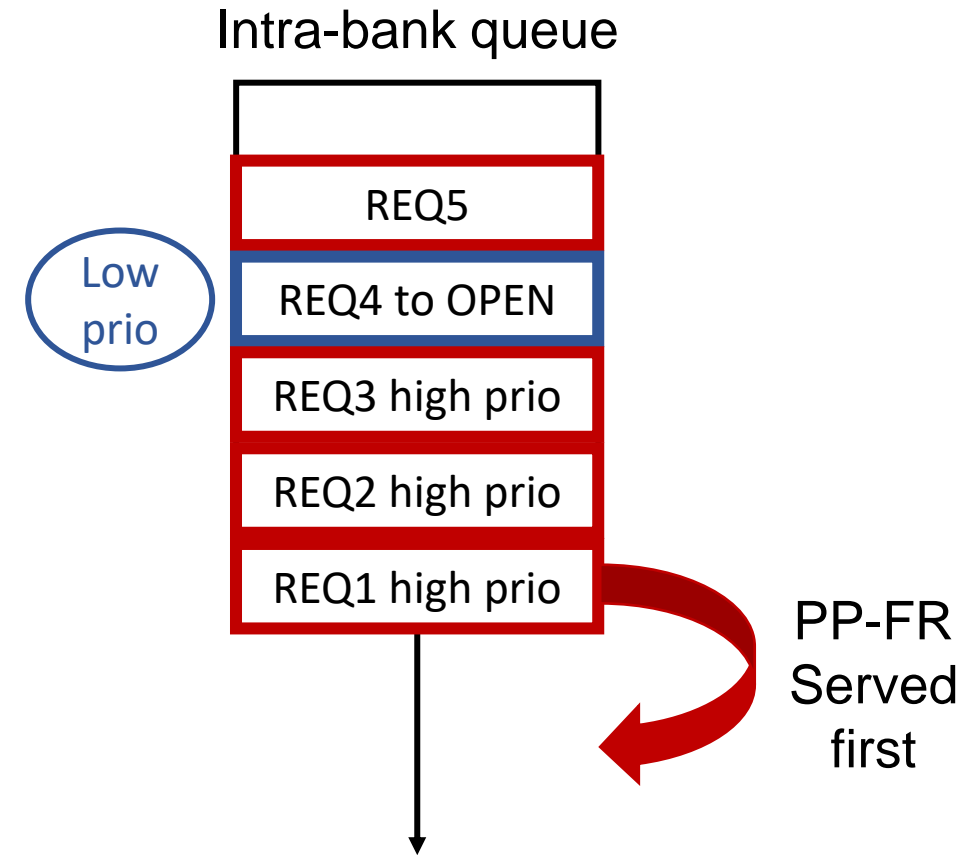 Intra-bank queue
REQ5
Low
prio
REQ4 to OPEN
REQ3 high prio
REQ2 high prio
REQ1 high prio
PP-FR
Served
first